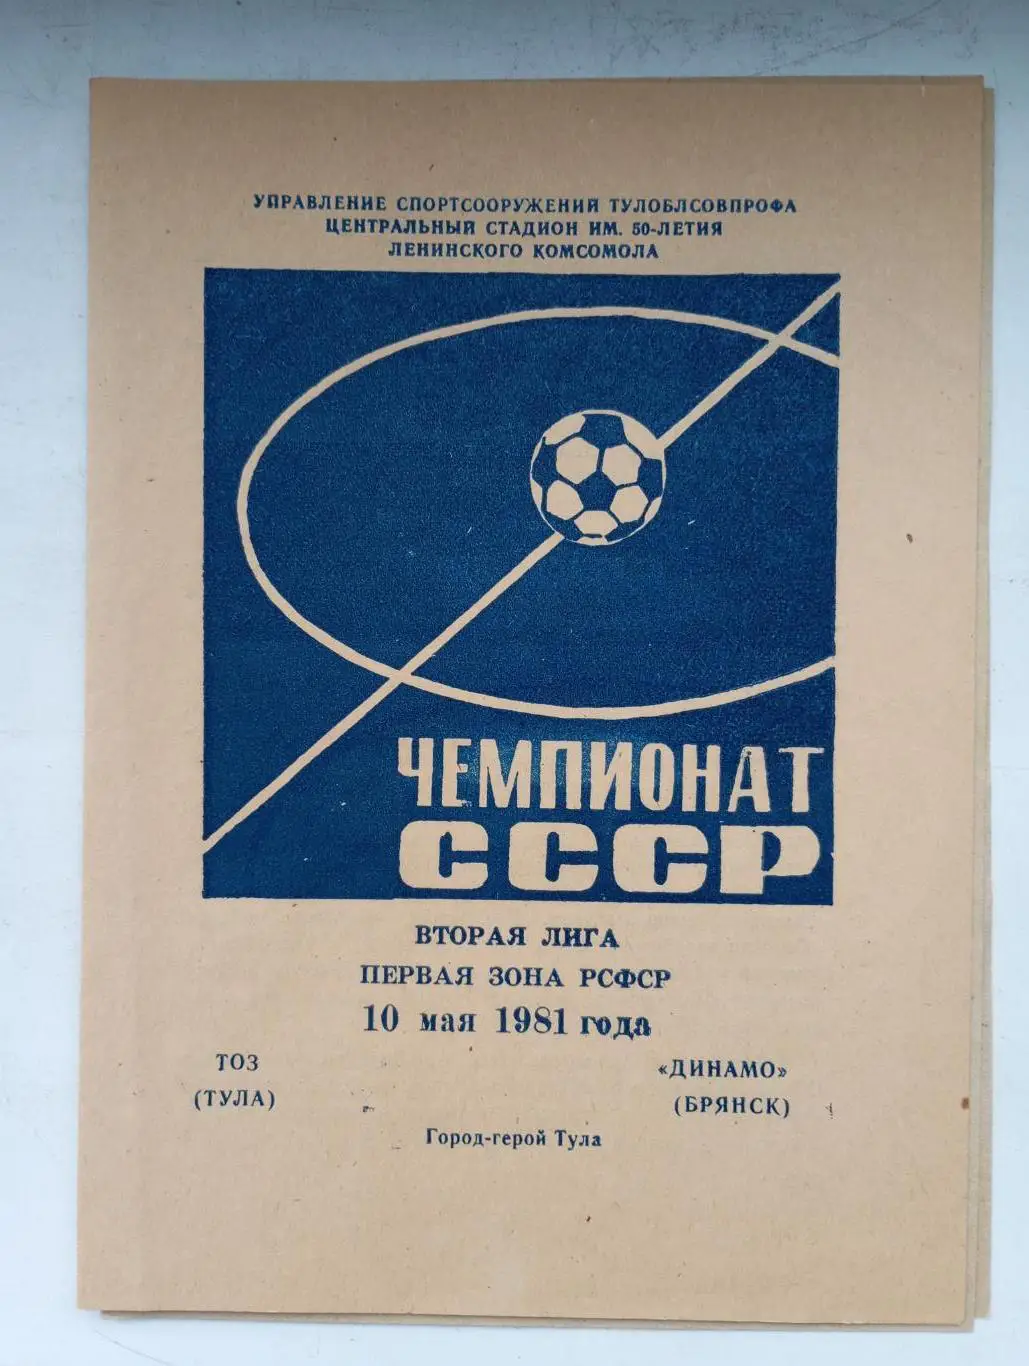 УПРАВЛЕНИЕ СПОРТСООРУЖЕНИЙ ТУЛОБЛСОВПРОФА
ЦЕНТРАЛЬНЫЙ СТАДИОН ИМ. 50-ЛЕТИЯ
ЛЕНИНСКОГО КОМСОМОЛА
ЧЕМПИОНАТ
СССР
ВТОРАЯ ЛИГА
ПЕРВАЯ ЗОНА РСФСР
10 мая 1981 года
ТОЗ «ДИНАМО»
(ТУЛА) (БРЯНСК)
Город-герой Тула